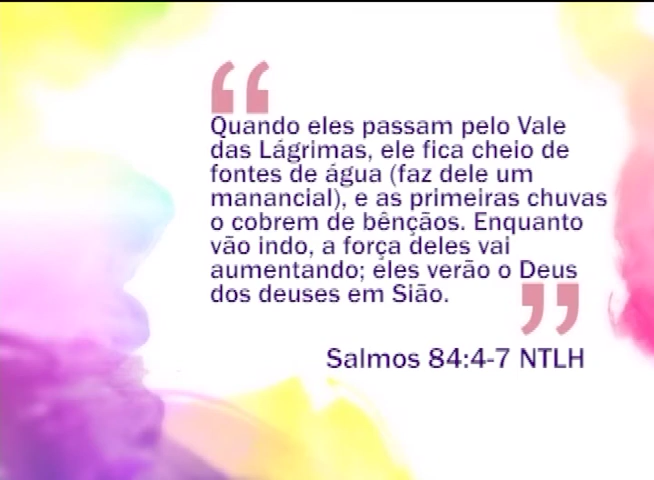 “
Quando eles passam pelo Vale
das Lágrimas, ele fica cheio de
fontes de água (faz dele um
manancial), e as primeiras chuvas
o cobrem de bênçãos. Enquanto
vão indo, a força deles vai
aumentando; eles verão o Deus
dos deuses em Sião.
”
Salmos 84:4-7 NTLH